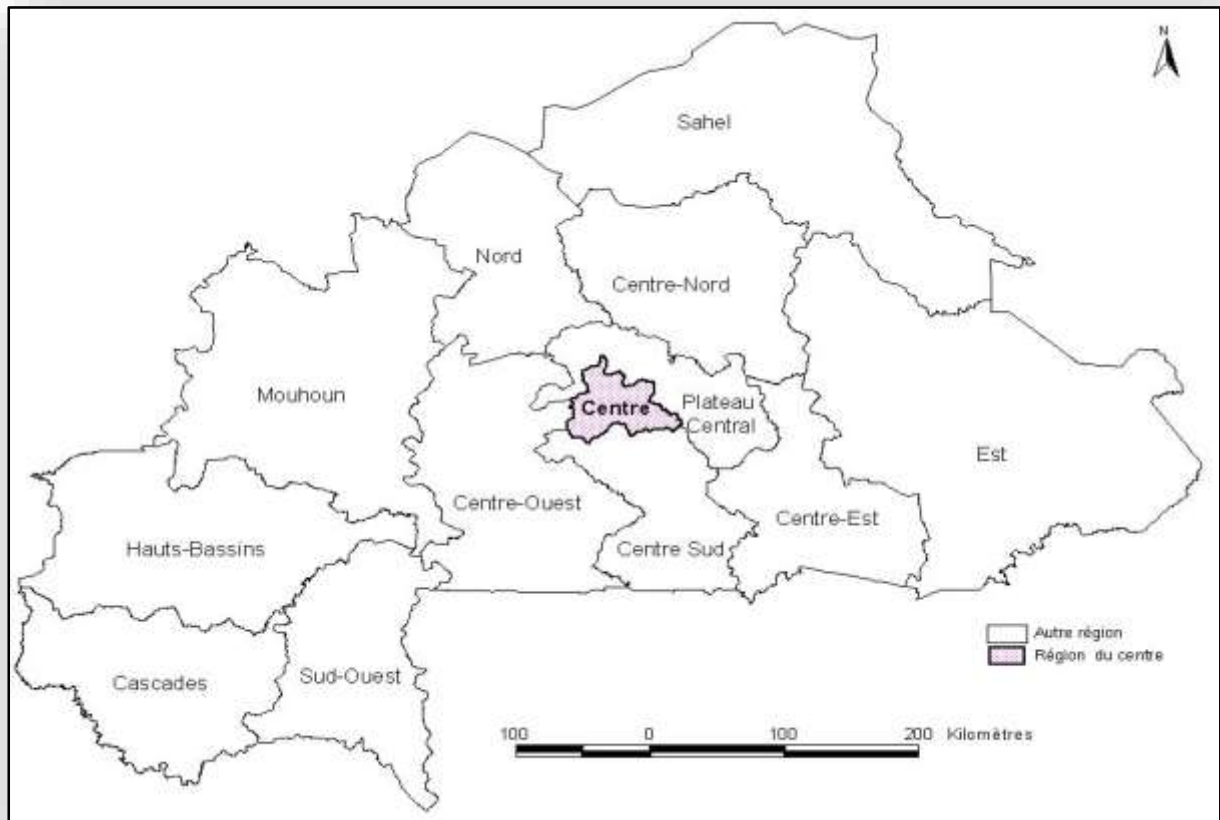 N
Sahel
Nord
Centre-Nord
Mouhoun
Centre
Plateau
Central
Est
Centre-Ouest
Centre-Est
Hauts-Bassins
Centre Sud
Autre région
Région du centre
Cascades
Sud-Ouest
100 0 100 200 Kilomètres